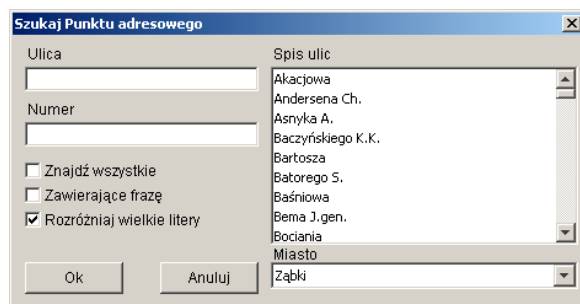 Szukaj Punktu adresowego
Ulica
Numer
Znajdź wszystkie
Zawierające frazę
Rozróżniaj wielkie litery
Ok
Anuluj
Spis ulic
Akacjowa
Andersena Ch.
Asnyka A.
Baczyńskiego K.K.
Bartosza
Batorego S.
Baśniowa
Bema J.gen.
Bociania
Miasto
Ząbki